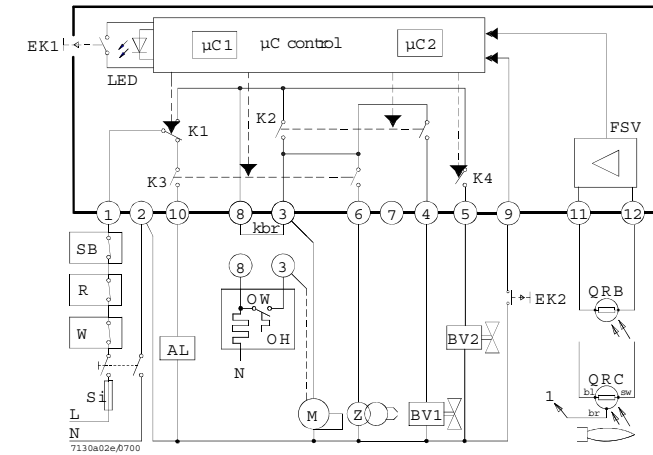 EK1
LED
µC1
µC control
µC2
FSV
K1
K2
K3
K4
1
2
10
8
3
6
7
4
5
9
11
12
kbr
SB
R
W
Si
L
N
8
3
OW
OH
N
AL
M
Z
BV1
BV2
EK2
QRB
QRC
bl
sw
br
1
7130a02e/0700